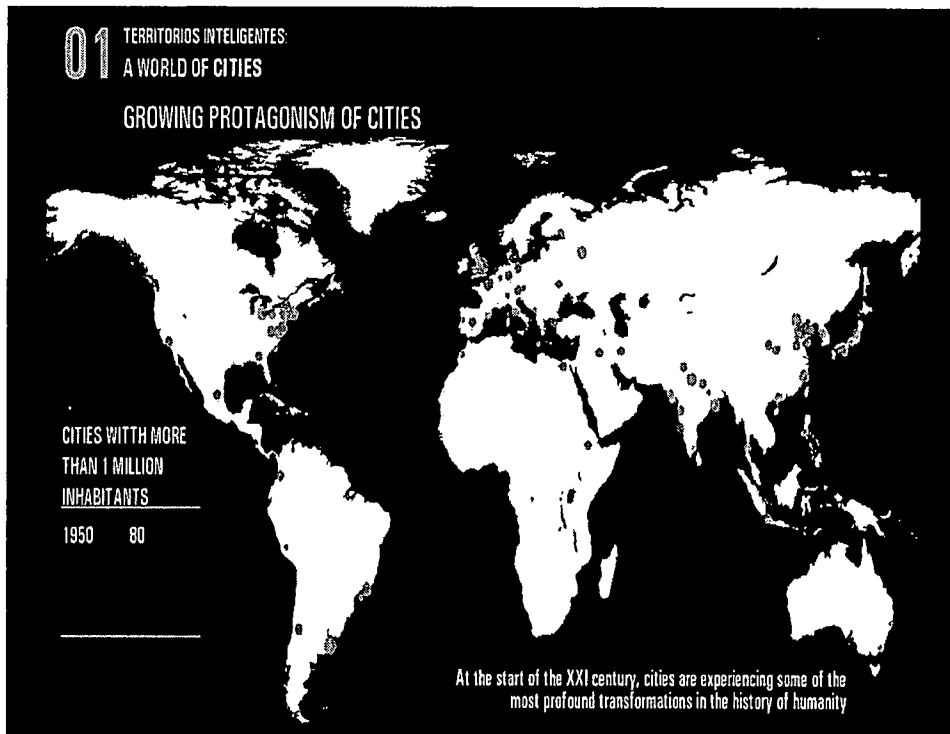 01 TERRITORIOS INTELIGENTES:
A WORLD OF CITIES
GROWING PROTAGONISM OF CITIES
CITIES WITTH MORE
THAN 1 MILLION
INHABITANTS
1950 80
At the start of the XXI century, cities are experiencing some of the
most profound transformations in the history of humanity